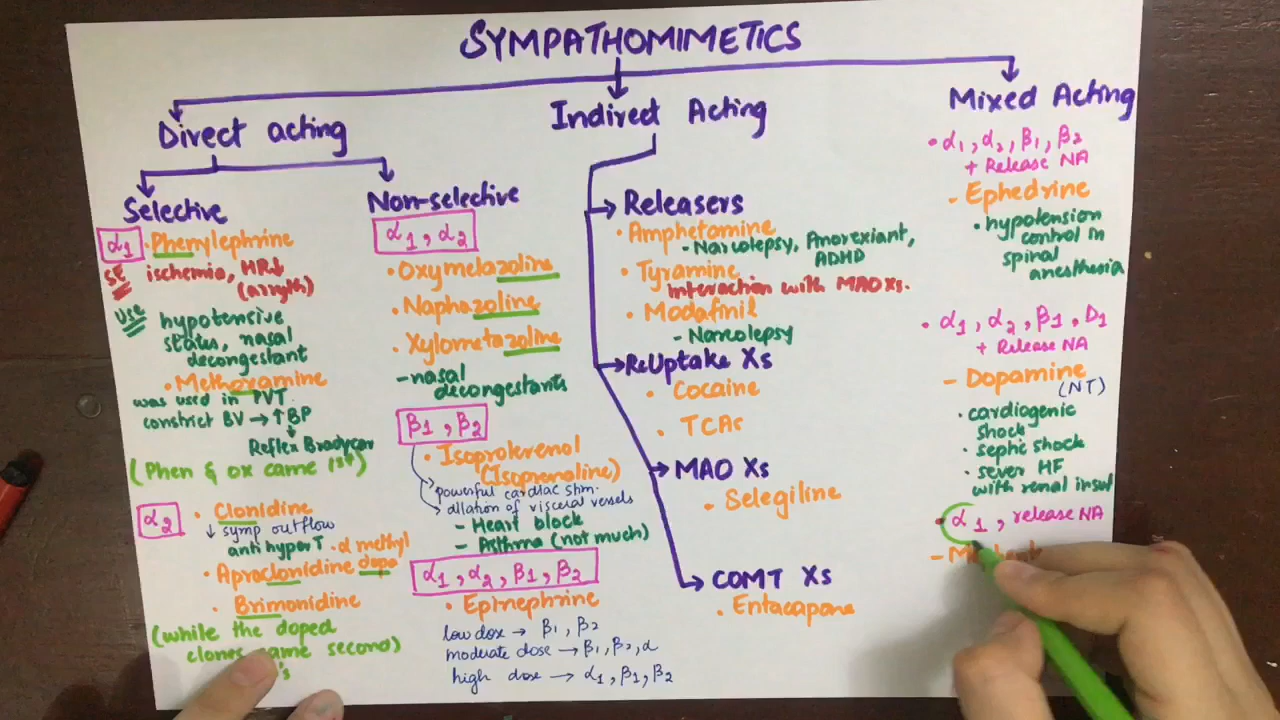 SYMPATHOMIMETICS
Direct acting
Selective
α1 • Phenylephrine
SE ischemia, HR↓
(arryth)
Use hypotensive
states, nasal
decongestant
• Methoxamine
was used in PVT
constrict BV → ↑ BP
↓
Reflex Bradycar
(Phen & ox came 1st)
α2 • Clonidine
↓ symp outflow
anti hyperT • α methyl
dopa
• Apraclonidine
• Brimonidine
(while the doped
clones came second)
Non-selective
α1, α2
• Oxymetazoline
• Naphazoline
• Xylometazoline
- nasal
decongestants
β1, β2
• Isoproterenol
(Isoprenaline)
powerful cardiac stim.
dilation of visceral vessels
- Heart block
- Asthma (not much)
α1, α2, β1, β2
• Epinephrine
low dose → β1, β2
moderate dose → β1, β2, α
high dose → α1, β1, β2
Indirect Acting
Releasers
• Amphetamine
- Narcolepsy, Anorexiant,
ADHD
• Tyramine
interaction with MAOXs.
• Modafinil
- Narcolepsy
ReUptake Xs
• Cocaine
• TCAs
MAO Xs
• Selegiline
COMT Xs
• Entacapone
Mixed Acting
• α1, α2, β1, β2
+ Release NA
- Ephedrine
• hypotension
control in
spinal
anesthesia
• α1, α2, β1, D1
+ Release NA
- Dopamine
(NT)
• cardiogenic
shock
• septic shock
• sever HF
with renal insuf
• α1, release NA